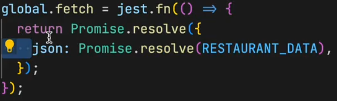 global.fetch = jest.fn(() => {
  return Promise.resolve({
    json: Promise.resolve(RESTAURANT_DATA),
  });
});